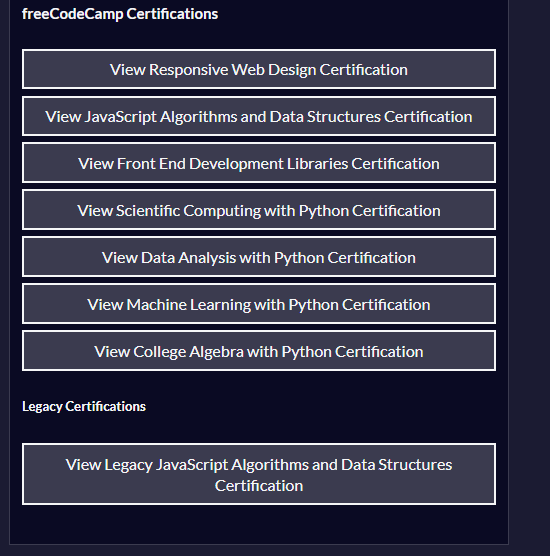 freeCodeCamp Certifications
View Responsive Web Design Certification
View JavaScript Algorithms and Data Structures Certification
View Front End Development Libraries Certification
View Scientific Computing with Python Certification
View Data Analysis with Python Certification
View Machine Learning with Python Certification
View College Algebra with Python Certification
Legacy Certifications
View Legacy JavaScript Algorithms and Data Structures
Certification